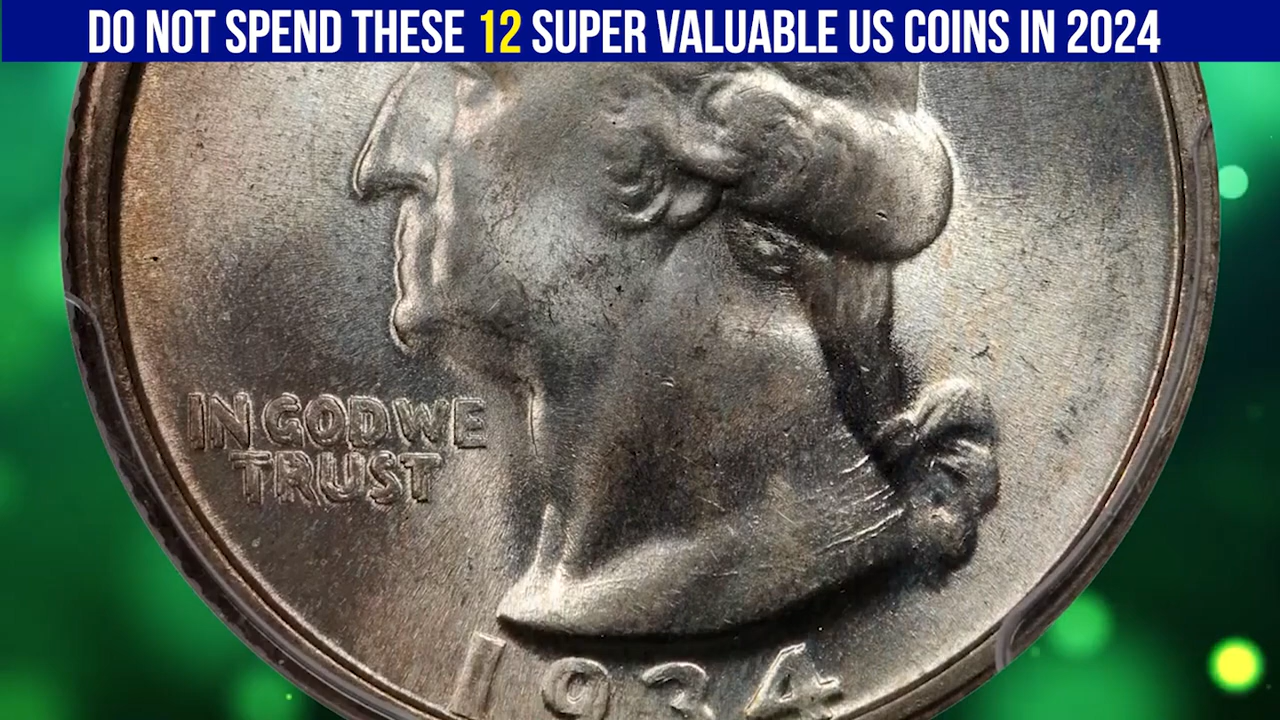 DO NOT SPEND THESE 12 SUPER VALUABLE US COINS IN 2024
IN GOD WE
TRUST
1934